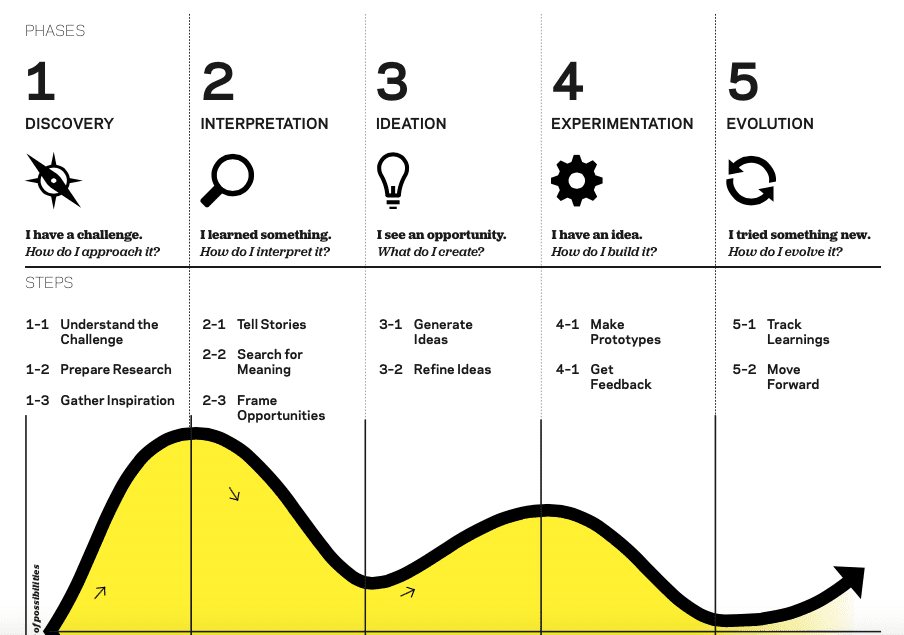 PHASES
1
DISCOVERY
I have a challenge.
How do I approach it?
2
INTERPRETATION
I learned something.
How do I interpret it?
3
IDEATION
I see an opportunity.
What do I create?
4
EXPERIMENTATION
I have an idea.
How do I build it?
5
EVOLUTION
I tried something new.
How do I evolve it?
STEPS
1-1 Understand the
Challenge
1-2 Prepare Research
1-3 Gather Inspiration
2-1 Tell Stories
2-2 Search for
Meaning
2-3 Frame
Opportunities
3-1 Generate
Ideas
3-2 Refine Ideas
4-1 Make
Prototypes
4-1 Get
Feedback
5-1 Track
Learnings
5-2 Move
Forward
of possibilities